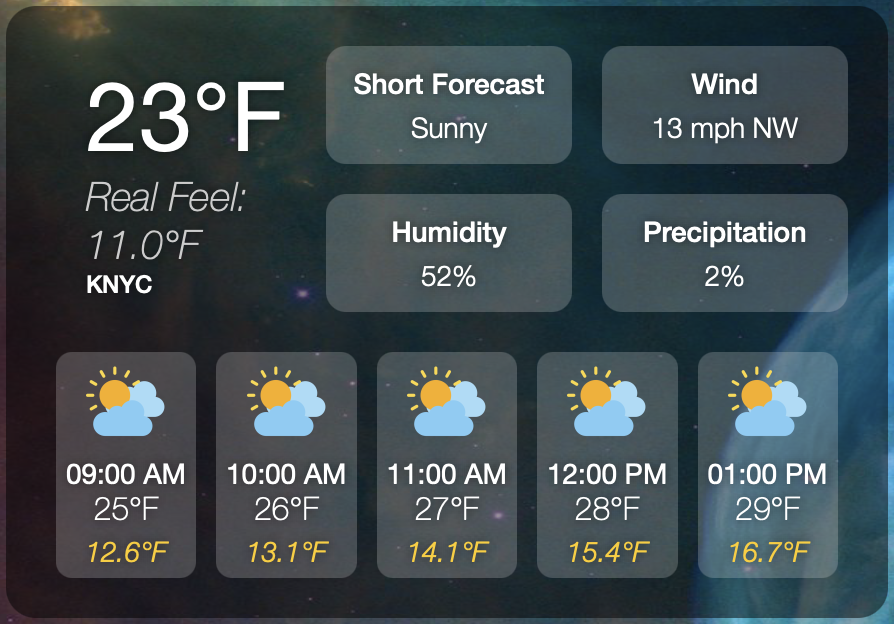 23°F
Real Feel:
11.0°F
KNYC
Short Forecast
Sunny
Wind
13 mph NW
Humidity
52%
Precipitation
2%
09:00 AM
25°F
12.6°F
10:00 AM
26°F
13.1°F
11:00 AM
27°F
14.1°F
12:00 PM
28°F
15.4°F
01:00 PM
29°F
16.7°F